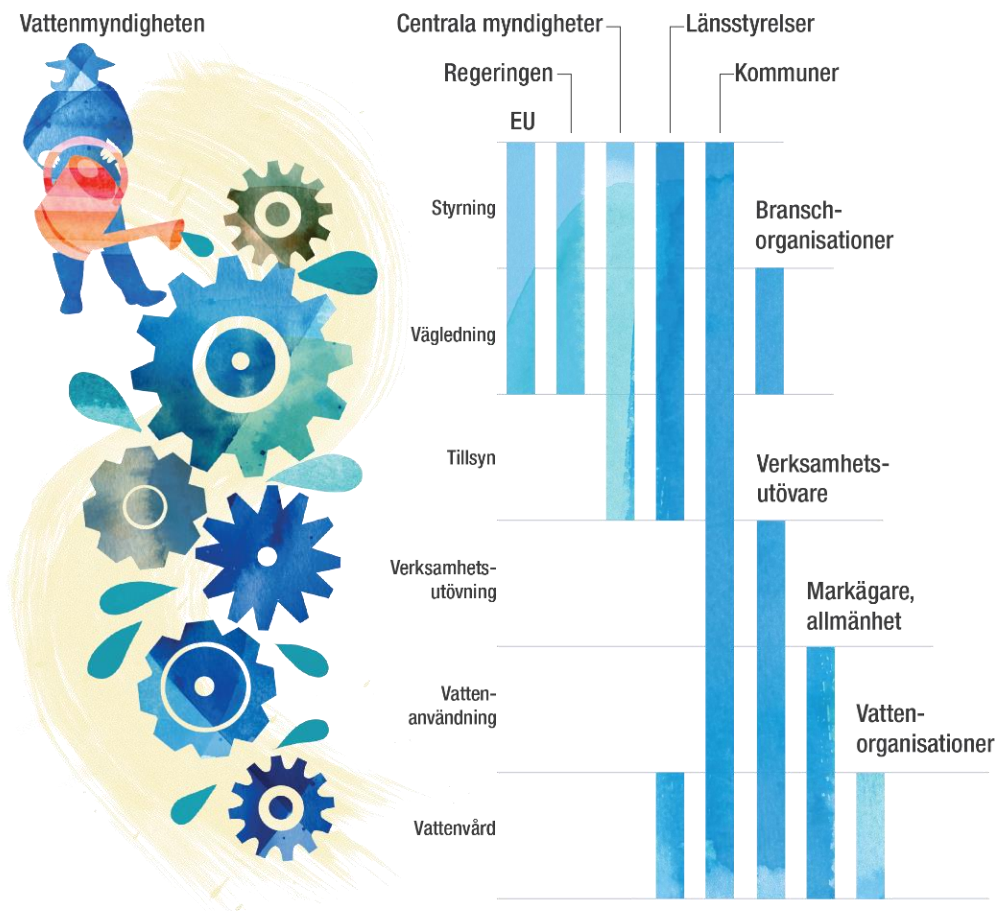 Vattenmyndigheten
Centrala myndigheter
Länsstyrelser
Regeringen
Kommuner
EU
Styrning
Bransch-
organisationer
Vägledning
Tillsyn
Verksamhets-
utövare
Verksamhets-
utövning
Markägare,
allmänhet
Vatten-
användning
Vatten-
organisationer
Vattenvård